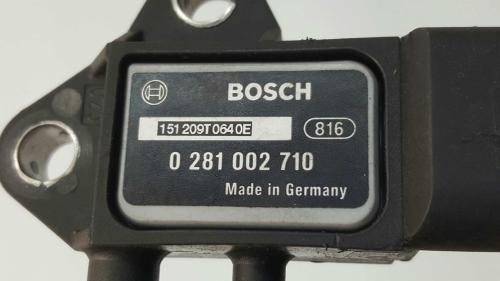 BOSCH
151209T0640E 816
0 281 002 710
Made in Germany